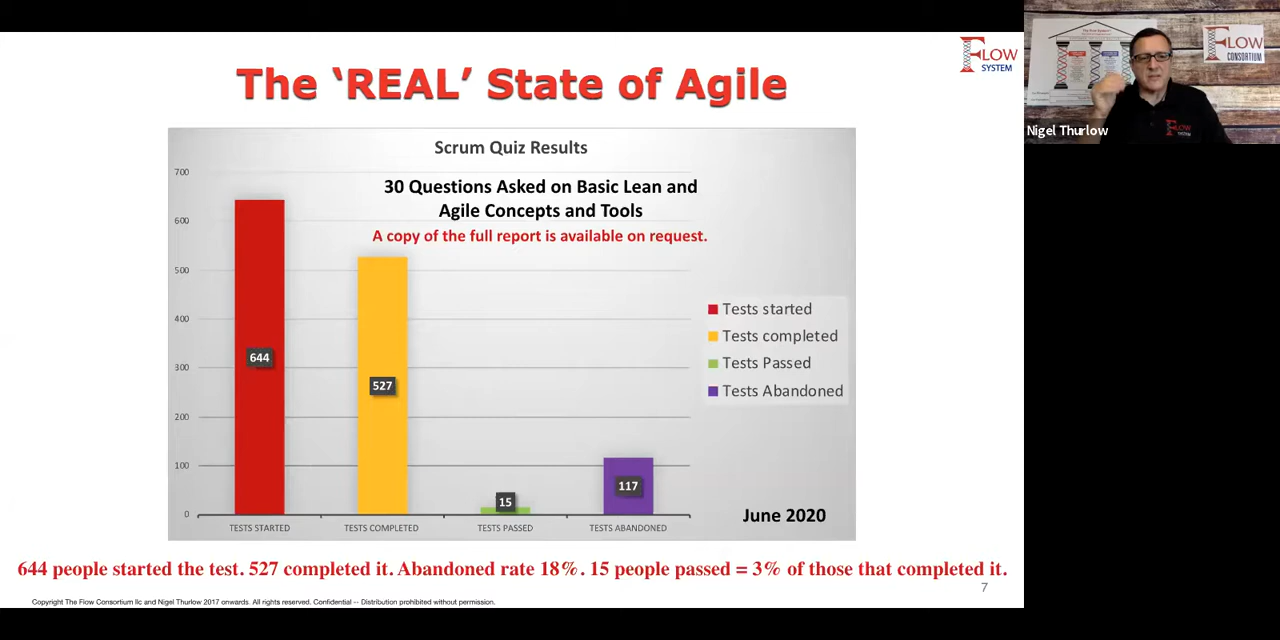 The ‘REAL’ State of Agile
FLOW
SYSTEM
Scrum Quiz Results
30 Questions Asked on Basic Lean and
Agile Concepts and Tools
A copy of the full report is available on request.
700
600
500
400
300
200
100
0
644
527
15
117
TESTS STARTED
TESTS COMPLETED
TESTS PASSED
TESTS ABANDONED
Tests started
Tests completed
Tests Passed
Tests Abandoned
June 2020
644 people started the test. 527 completed it. Abandoned rate 18%. 15 people passed = 3% of those that completed it.
7
Copyright The Flow Consortium llc and Nigel Thurlow 2017 onwards. All rights reserved. Confidential -- Distribution prohibited without permission.
FLOW
CONSORTIUM
FLOW
SYSTEM
Nigel Thurlow